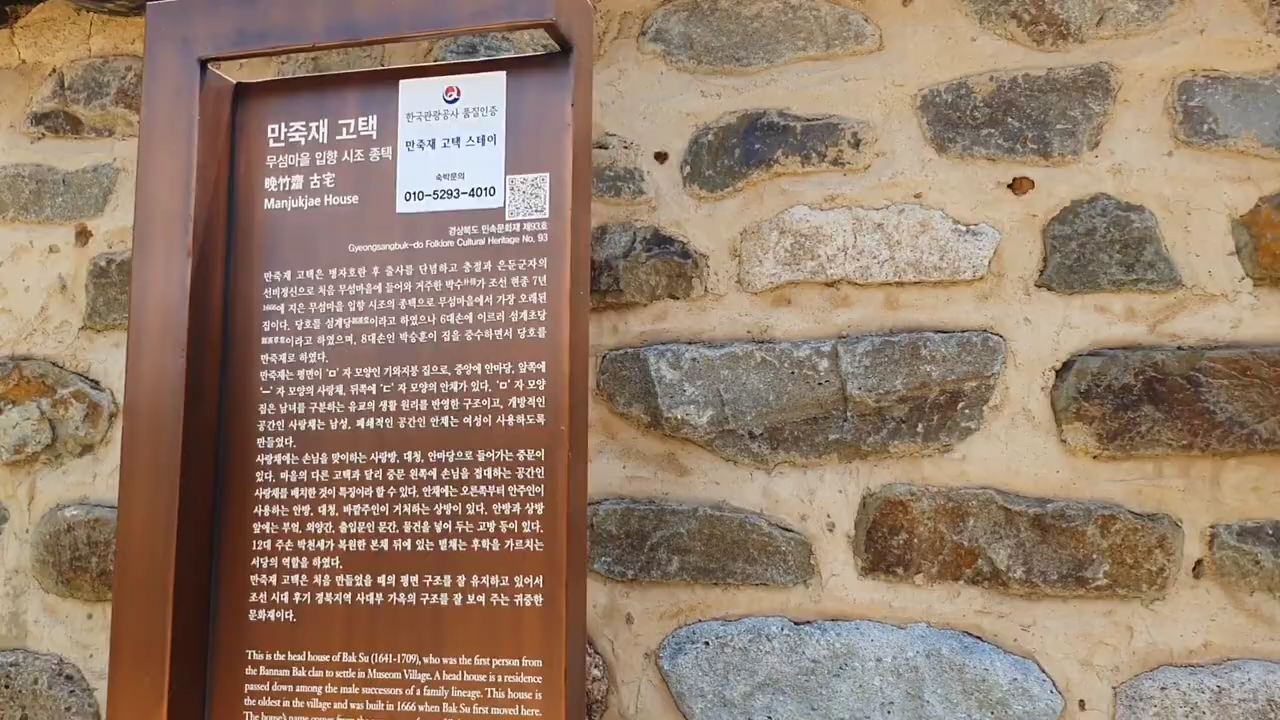 만죽재 고택
무섬마을 입향 시조 종택
晩竹齋 古宅
Manjukjae House
한국관광공사 품질인증
만죽재 고택 스테이
숙박문의
010-5293-4010
경상북도 민속문화재 제93호
Gyeongsangbuk-do Folklore Cultural Heritage No. 93
만죽재 고택은 병자호란 후 출사를 단념하고 충절과 은둔군자의
선비정신으로 처음 무섬마을에 들어와 거주한 박수가 조선 현종 7년
1666에 지은 무섬마을 입향 시조의 종택으로 무섬마을에서 가장 오래된
집이다. 당호를 섬계당이라고 하였으나 6대손에 이르러 섬계초당
이라고 하였으며, 8대손인 박승훈이 집을 중수하면서 당호를
만죽재로 하였다.
만죽재는 평면이 'ㅁ' 자 모양인 기와지붕 집으로, 중앙에 안마당, 앞쪽에
'ㅡ' 자 모양의 사랑채, 뒤쪽에 'ㄷ' 자 모양의 안채가 있다. 'ㅁ' 자 모양
집은 남녀를 구분하는 유교의 생활 원리를 반영한 구조이고, 개방적인
공간인 사랑채는 남성, 폐쇄적인 공간인 안채는 여성이 사용하도록
만들었다.
사랑채에는 손님을 맞이하는 사랑방, 대청, 안마당으로 들어가는 중문이
있다. 마을의 다른 고택과 달리 중문 왼쪽에 손님을 접대하는 공간인
사랑채를 배치한 것이 특징이라 할 수 있다. 안채에는 오른쪽부터 안주인이
사용하는 안방, 대청, 바깥주인이 거처하는 상방이 있다. 안방과 상방
앞에는 부엌, 외양간, 출입문인 문간, 물건을 넣어 두는 고방 등이 있다.
12대 주손 박천세가 복원한 본채 뒤에 있는 별채는 후학을 가르치는
서당의 역할을 하였다.
만죽재 고택은 처음 만들었을 때의 평면 구조를 잘 유지하고 있어서
조선 시대 후기 경북지역 사대부 가옥의 구조를 잘 보여 주는 귀중한
문화재이다.
This is the head house of Bak Su (1641-1709), who was the first person from
the Bannam Bak clan to settle in Museom Village. A head house is a residence
passed down among the male successors of a family lineage. This house is
the oldest in the village and was built in 1666 when Bak Su first moved here.
The house's name comes from the